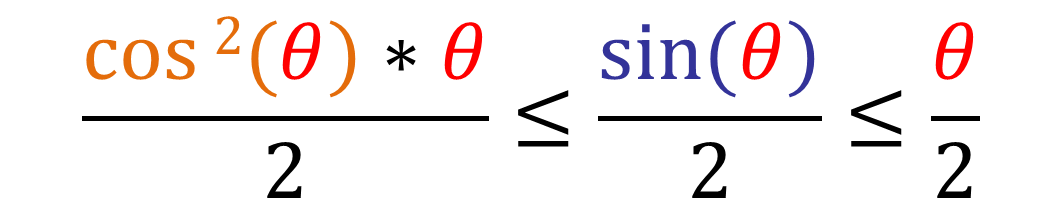 cos²(θ) * θ / 2 ≤ sin(θ) / 2 ≤ θ / 2